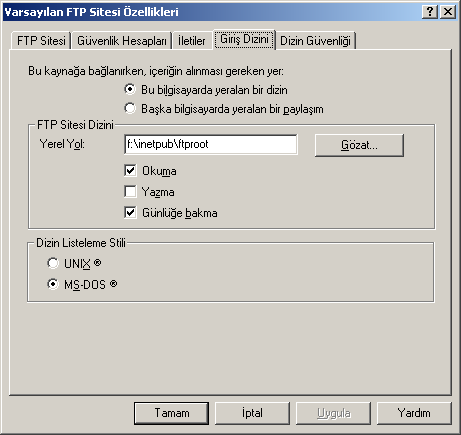 Varsayılan FTP Sitesi Özellikleri
FTP Sitesi Güvenlik Hesapları İletiler Giriş Dizini Dizin Güvenliği
Bu kaynağa bağlanırken, içeriğin alınması gereken yer:
Bu bilgisayarda yeralan bir dizin
Başka bilgisayarda yeralan bir paylaşım
FTP Sitesi Dizini
Yerel Yol: f:\inetpub\ftproot Gözat...
Okuma
Yazma
Günlüğe bakma
Dizin Listeleme Stili
UNIX ®
MS-DOS ®
Tamam İptal Uygula Yardım